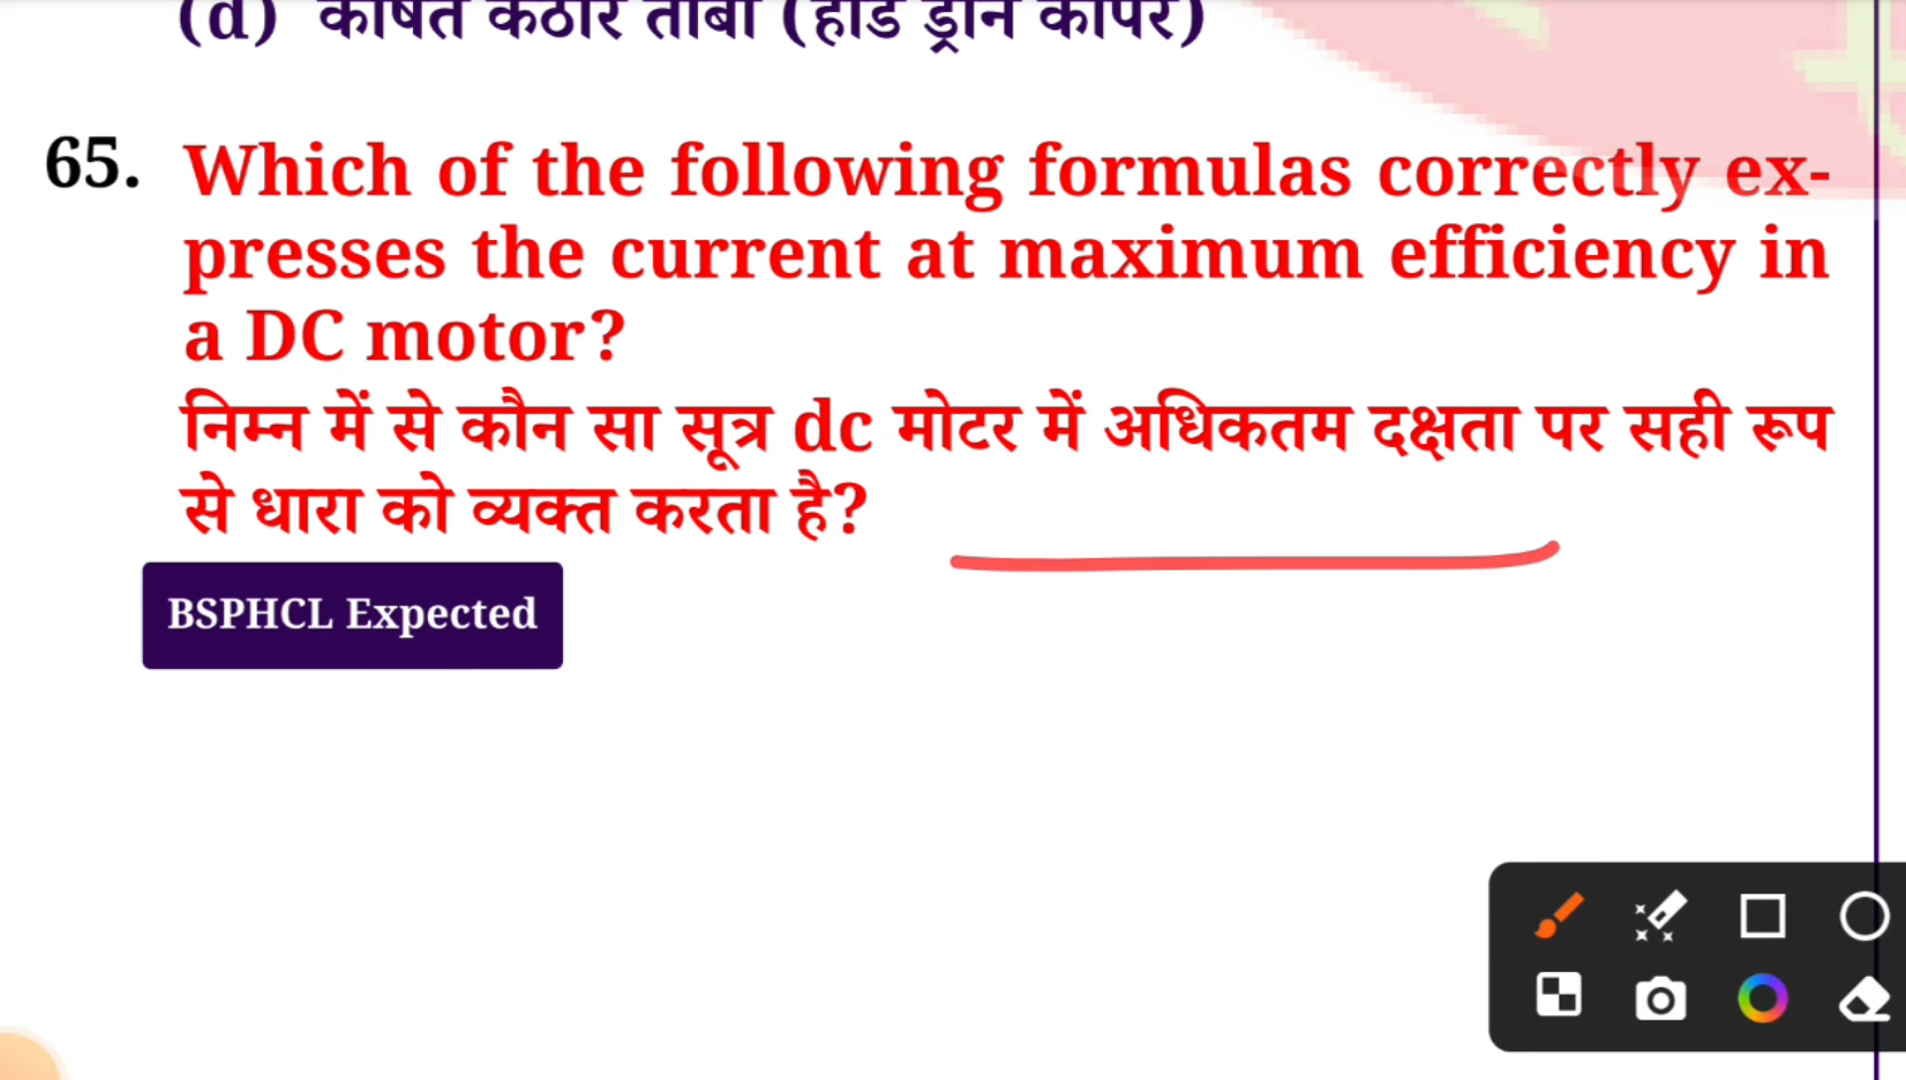 (d) कर्षित कठोर तांबा (हार्ड ड्रॉन कॉपर)
65. Which of the following formulas correctly ex-
presses the current at maximum efficiency in
a DC motor?
निम्न में से कौन सा सूत्र dc मोटर में अधिकतम दक्षता पर सही रूप
से धारा को व्यक्त करता है?
BSPHCL Expected